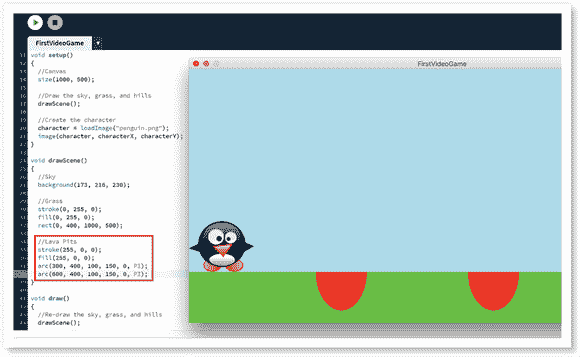 FirstVideoGame
void setup()
{
//Canvas
size(1000, 500);
//Draw the sky, grass, and hills
drawScene();
//Create the character
character = loadImage("penguin.png");
image(character, characterX, characterY);
}
void drawScene()
{
//Sky
background(173, 216, 230);
//Grass
stroke(0, 255, 0);
fill(0, 255, 0);
rect(0, 400, 1000, 500);
//Lava Pits
stroke(255, 0, 0);
fill(255, 0, 0);
arc(300, 400, 100, 150, 0, PI);
arc(600, 400, 100, 150, 0, PI);
}
void draw()
{
//Re-draw the sky, grass, and hills
drawScene();
FirstVideoGame